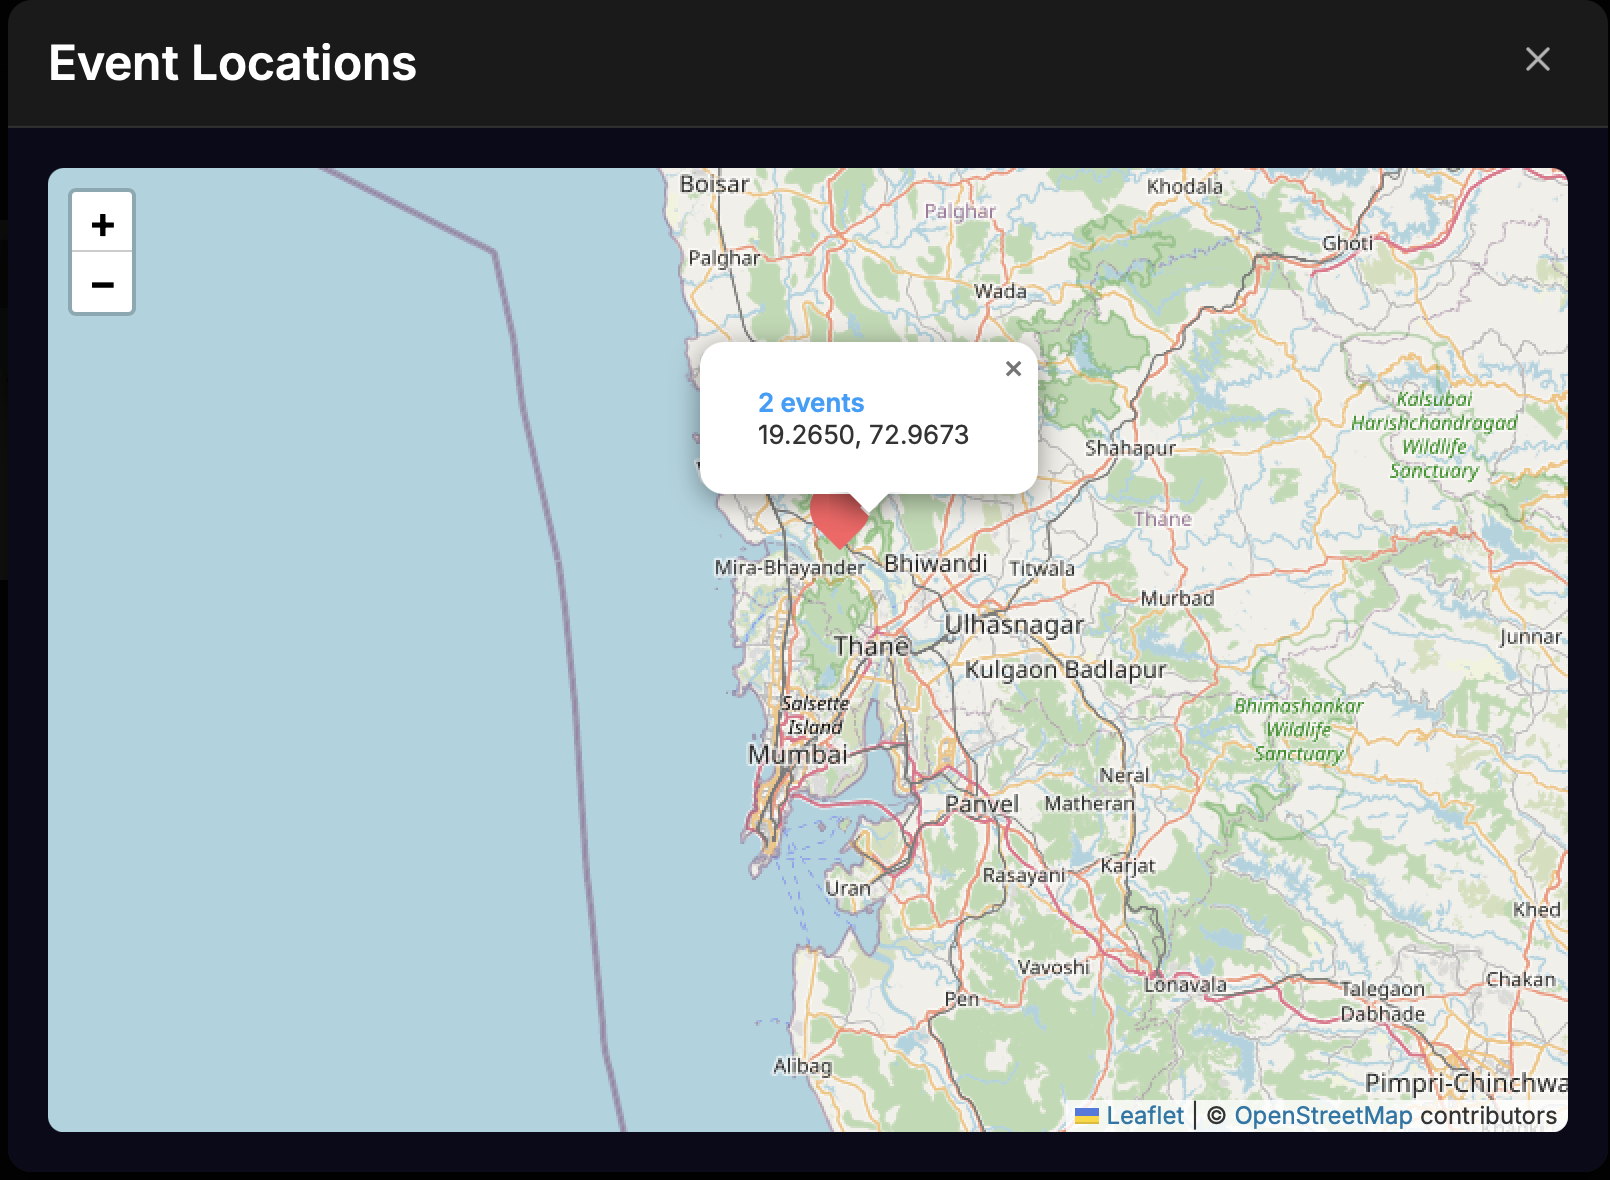 Event Locations
+
−
Boisar
Khodala
Palghar
Ghoti
Palghar
Wada
2 events
19.2650, 72.9673
Kalsubai
Harishchandragad
Wildlife
Sanctuary
Shahapur
Thane
Mira-Bhayander
Bhiwandi
Titwala
Murbad
Ulhasnagar
Junnar
Thane
Kulgaon Badlapur
Salsette
Island
Bhimashankar
Wildlife
Sanctuary
Mumbai
Neral
Panvel
Matheran
Karjat
Rasayani
Uran
Khed
Vavoshi
Lonavala
Chakan
Talegaon
Dabhade
Pen
Alibag
Pimpri-Chinchwa
Leaflet | © OpenStreetMap contributors